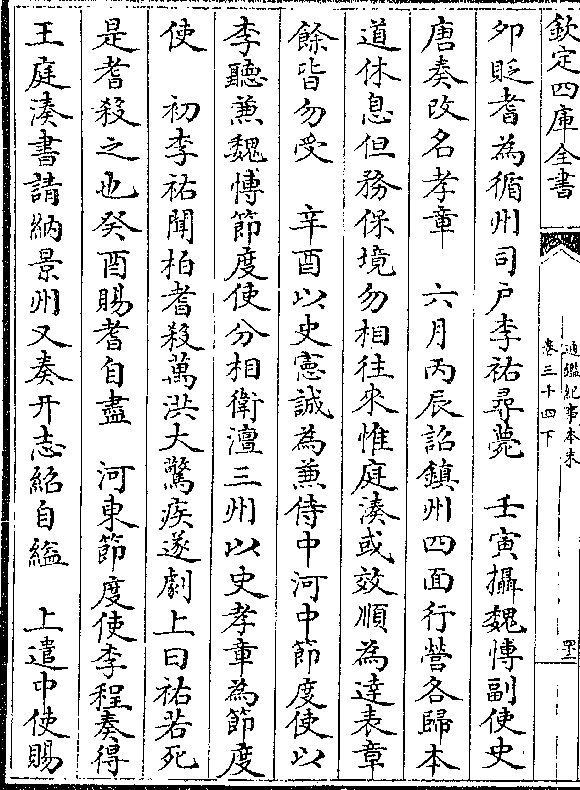 欽定四庫全書
通鑑紀事本末
卷三十四下
四十二
卯貶耆為循州司戶李祐尋薨　壬寅攝魏愽副使史
唐奏改名孝章　六月丙辰詔鎮州四面行營各歸本
道休息但務保境勿相往來惟庭湊或效順為達表章
餘皆勿受　辛酉以史憲誠為兼侍中河中節度使以
李聽兼魏愽節度使分相衛澶三州以史孝章為節度
使　初李祐聞柏耆殺萬洪大驚疾遂劇上曰祐若死
是耆殺之也癸酉賜耆自盡　河東節度使李程奏得
王庭湊書請納景州又奏亓志紹自縊　上遣中使賜